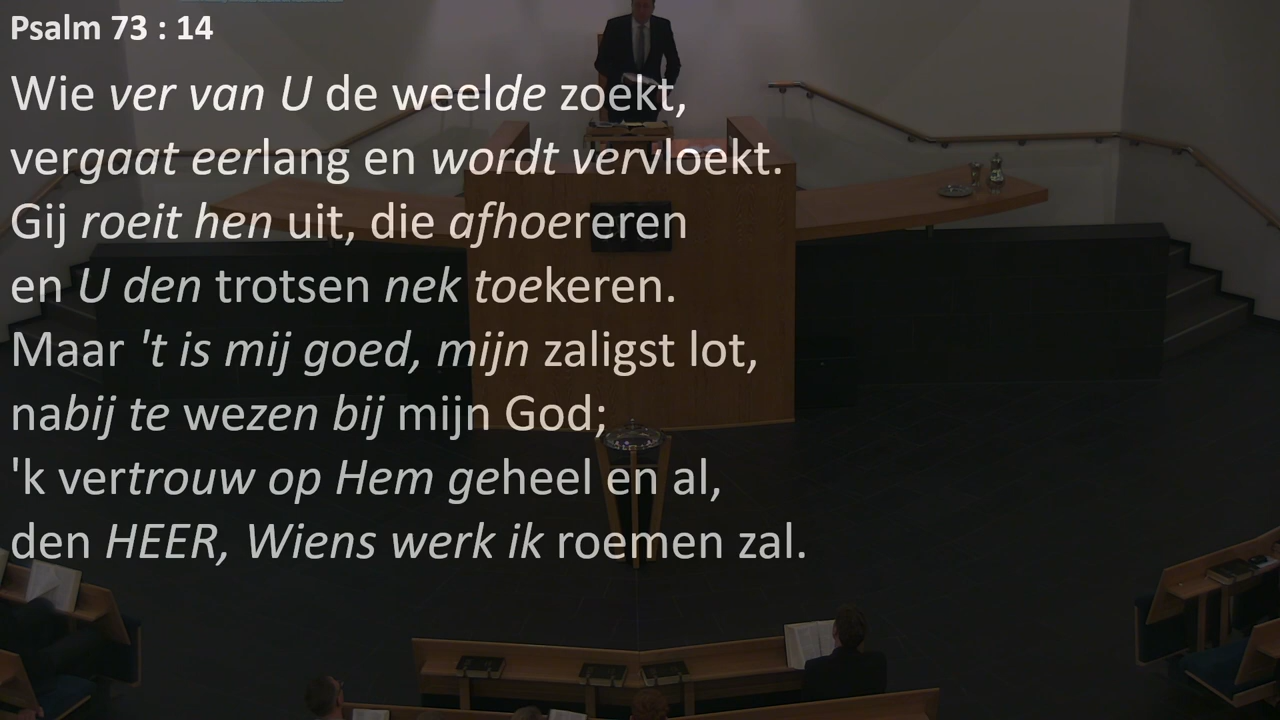 Psalm 73 : 14
Wie ver van U de weelde zoekt,
vergaat eerlang en wordt vervloekt.
Gij roeit hen uit, die afhoereren
en U den trotsen nek toekeren.
Maar 't is mij goed, mijn zaligst lot,
nabij te wezen bij mijn God;
'k vertrouw op Hem geheel en al,
den HEER, Wiens werk ik roemen zal.